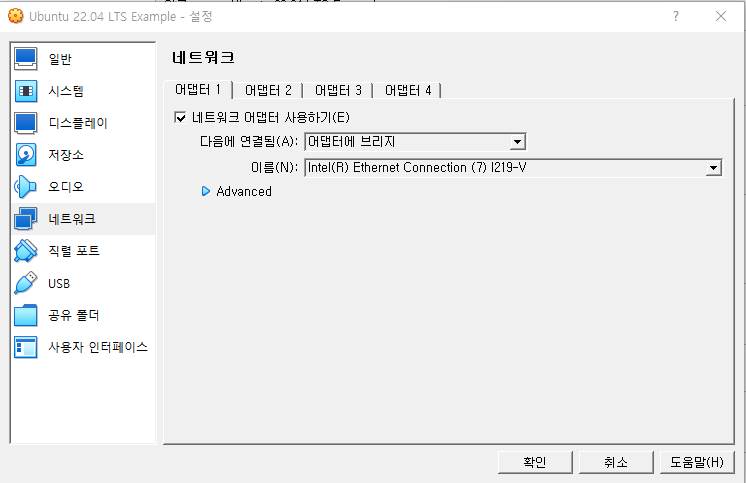 Ubuntu 22.04 LTS Example - 설정
일반
시스템
디스플레이
저장소
오디오
네트워크
직렬 포트
USB
공유 폴더
사용자 인터페이스
네트워크
어댑터 1 어댑터 2 어댑터 3 어댑터 4
네트워크 어댑터 사용하기(E)
다음에 연결됨(A): 어댑터에 브리지
이름(N): Intel(R) Ethernet Connection (7) I219-V
Advanced
확인 취소 도움말(H)